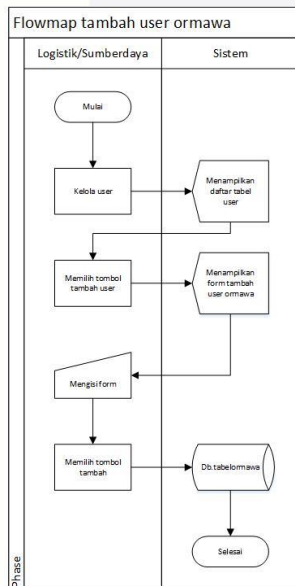 Flowmap tambah user ormawa
Logistik/Sumberdaya
Sistem
Mulai
Kelola user
Menampilkan
daftar tabel
user
Memilih tombol
tambah user
Menampilkan
form tambah
user ormawa
Mengisi form
Memilih tombol
tambah
Db.tabelormawa
Selesai
Phase